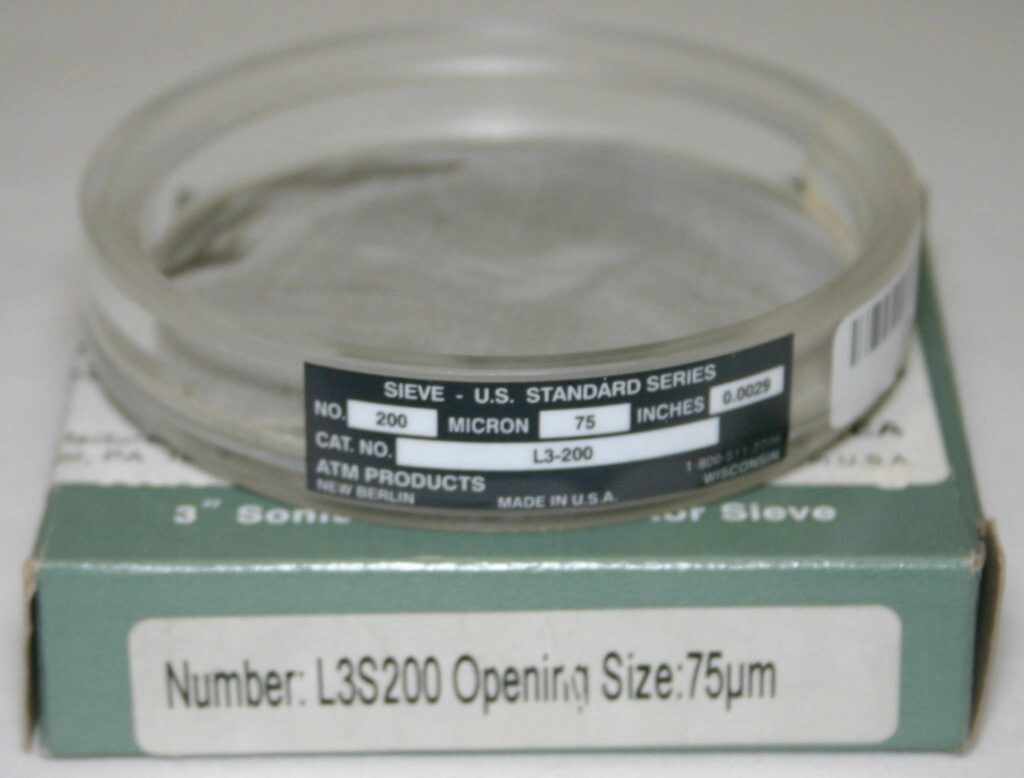 SIEVE - U.S. STANDARD SERIES
NO. 200 MICRON 75 INCHES 0.0029
CAT. NO. L3-200
ATM PRODUCTS
NEW BERLIN MADE IN U.S.A. WISCONSIN
PA U.S.A.
3" Sieve
Number: L3S200 Opening Size:75µm